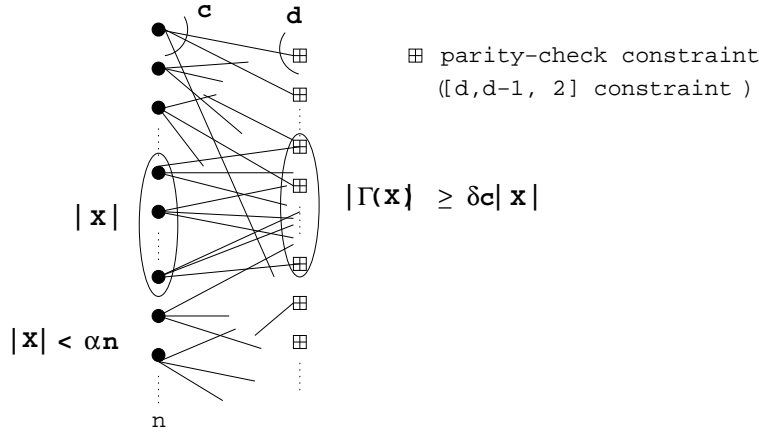 c
d
⊞ parity-check constraint
([d,d-1, 2] constraint )
|X|
|Γ(X)| ≥ δc|X|
|X| < αn
n